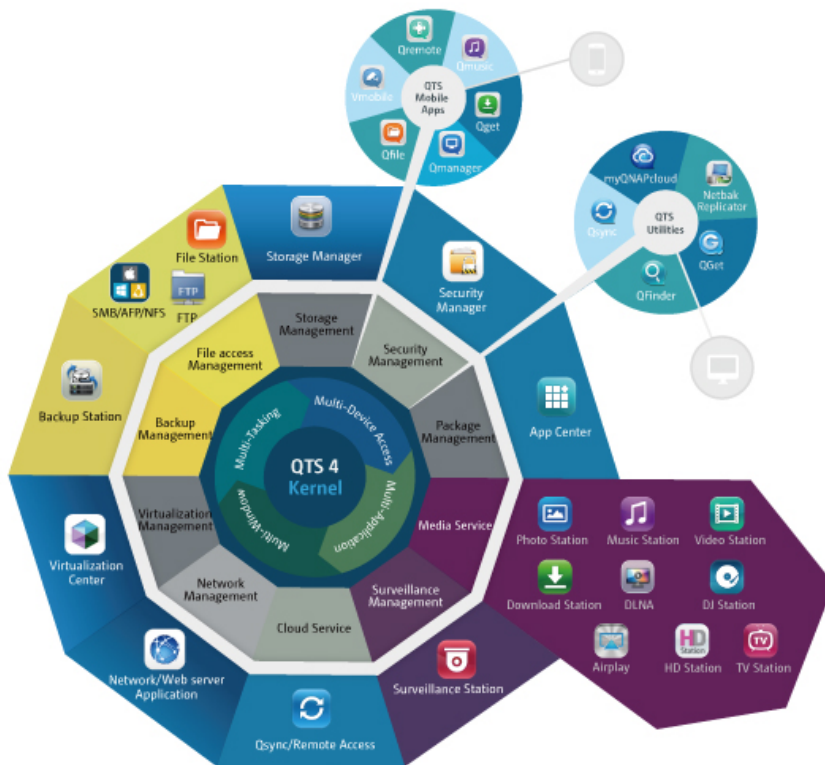 Qremote
Qmusic
Vmobile
QTS
Mobile
Apps
Qget
Qfile
Qmanager
myQNAPcloud
Netbak
Replicator
Qsync
QTS
Utilities
QGet
QFinder
File Station
Storage Manager
SMB/AFP/NFS
FTP
FTP
Security
Manager
Backup Station
App Center
Storage
Management
File access
Management
Security
Management
Backup
Management
Package
Management
Multi-Tasking
Multi-Device Access
QTS 4
Kernel
Multi-Window
Multi-Application
Virtualization
Management
Media Service
Network
Management
Surveillance
Management
Cloud Service
Virtualization
Center
Network/Web server
Application
Qsync/Remote Access
Surveillance Station
Photo Station
Music Station
Video Station
Download Station
DLNA
DJ Station
Airplay
HD
Station
HD Station
TV
TV Station